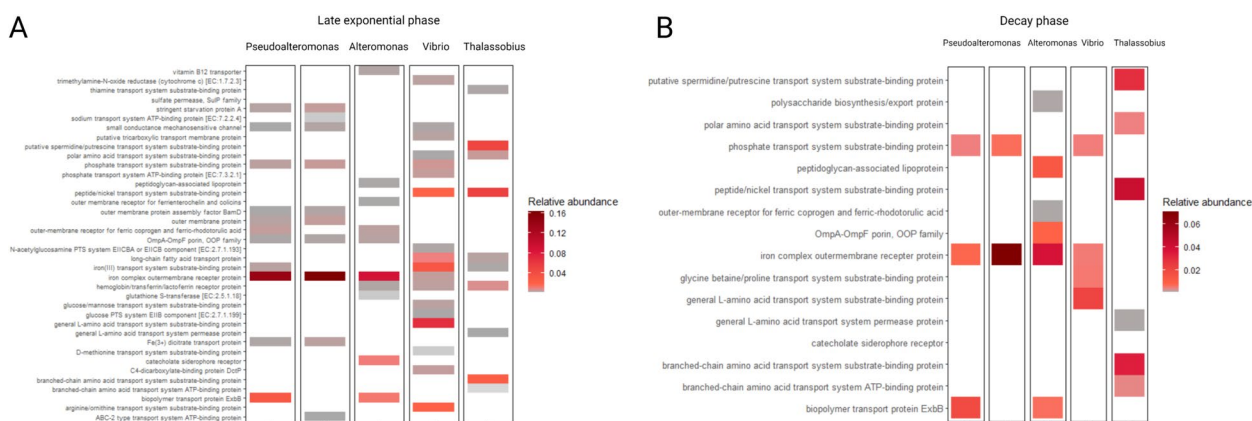 A
Late exponential phase
Pseudoalteromonas Alteromonas Vibrio Thalassobius
vitamin B12 transporter
trimethylamine-N-oxide reductase (cytochrome c) [EC:1.7.2.3]
thiamine transport system substrate-binding protein
sulfate permease, SulP family
stringent starvation protein A
sodium transport system ATP-binding protein [EC:7.2.2.4]
small conductance mechanosensitive channel
putative tricarboxylic transport membrane protein
putative spermidine/putrescine transport system substrate-binding protein
polar amino acid transport system substrate-binding protein
phosphate transport system substrate-binding protein
phosphate transport system ATP-binding protein [EC:7.3.2.1]
peptidoglycan-associated lipoprotein
peptide/nickel transport system substrate-binding protein
outer membrane receptor for ferrienterochelin and colicins
outer membrane protein assembly factor BamD
outer membrane protein
outer-membrane receptor for ferric coprogen and ferric-rhodotorulic acid
OmpA-OmpF porin, OOP family
N-acetylglucosamine PTS system EIICBA or EIICB component [EC:2.7.1.193]
long-chain fatty acid transport protein
iron(III) transport system substrate-binding protein
iron complex outermembrane recepter protein
hemoglobin/transferrin/lactoferrin receptor protein
glutathione S-transferase [EC:2.5.1.18]
glucose/mannose transport system substrate-binding protein
glucose PTS system EIIB component [EC:2.7.1.199]
general L-amino acid transport system substrate-binding protein
general L-amino acid transport system permease protein
Fe(3+) dicitrate transport protein
D-methionine transport system substrate-binding protein
catecholate siderophore receptor
C4-dicarboxylate-binding protein DctP
branched-chain amino acid transport system substrate-binding protein
branched-chain amino acid transport system ATP-binding protein
biopolymer transport protein ExbB
arginine/ornithine transport system substrate-binding protein
ABC-2 type transport system ATP-binding protein
Relative abundance
0.16
0.12
0.08
0.04
B
Decay phase
Pseudoalteromonas Alteromonas Vibrio Thalassobius
putative spermidine/putrescine transport system substrate-binding protein
polysaccharide biosynthesis/export protein
polar amino acid transport system substrate-binding protein
phosphate transport system substrate-binding protein
peptidoglycan-associated lipoprotein
peptide/nickel transport system substrate-binding protein
outer-membrane receptor for ferric coprogen and ferric-rhodotorulic acid
OmpA-OmpF porin, OOP family
iron complex outermembrane recepter protein
glycine betaine/proline transport system substrate-binding protein
general L-amino acid transport system substrate-binding protein
general L-amino acid transport system permease protein
catecholate siderophore receptor
branched-chain amino acid transport system substrate-binding protein
branched-chain amino acid transport system ATP-binding protein
biopolymer transport protein ExbB
Relative abundance
0.06
0.04
0.02